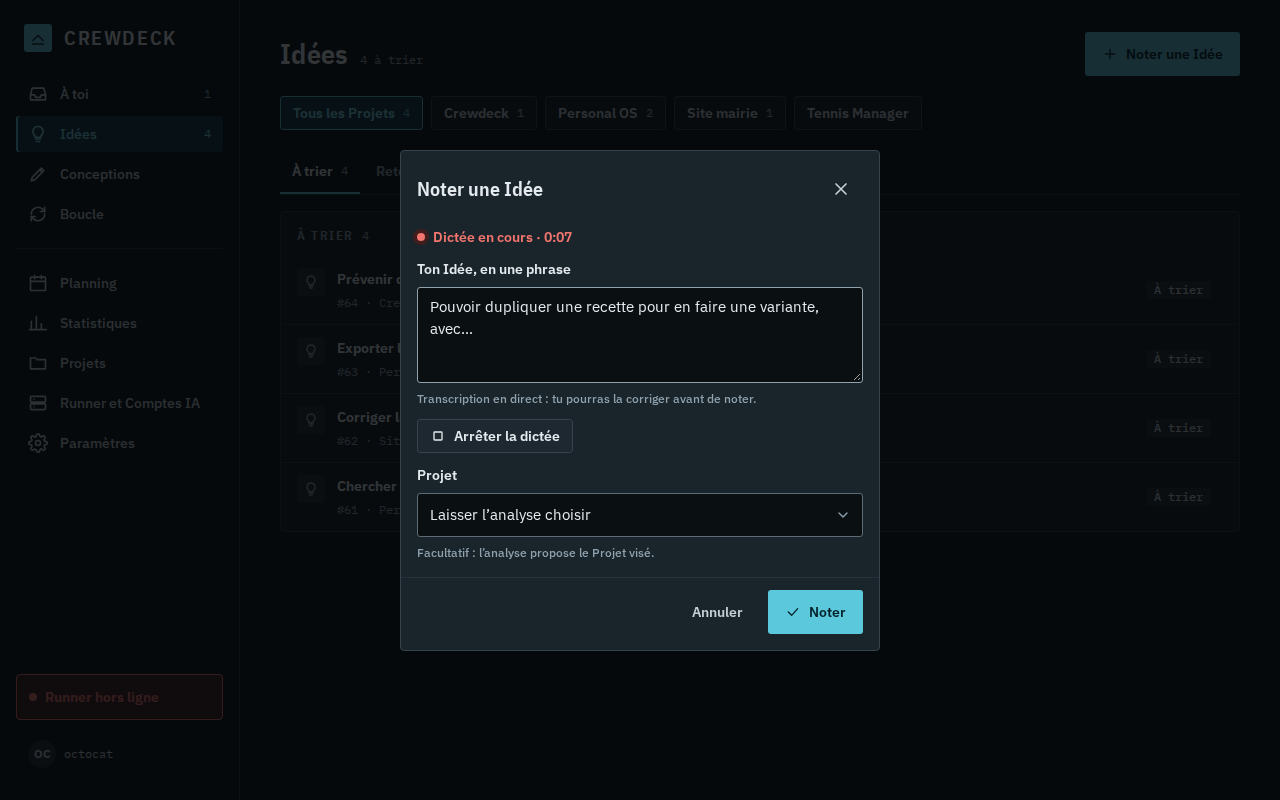 CREWDECK
À toi 1
Idées 4
Conceptions
Boucle
Planning
Statistiques
Projets
Runner et Comptes IA
Paramètres
Runner hors ligne
OC octocat
Idées 4 à trier
Noter une Idée
Tous les Projets 4
Crewdeck 1
Personal OS 2
Site mairie 1
Tennis Manager
À trier 4
À TRIER 4
Prévenir
#64
À trier
Exporter
#63
À trier
Corriger
#62
À trier
Chercher
#61
À trier
Noter une Idée
Dictée en cours · 0:07
Ton Idée, en une phrase
Pouvoir dupliquer une recette pour en faire une variante,
avec…
Transcription en direct : tu pourras la corriger avant de noter.
Arrêter la dictée
Projet
Laisser l’analyse choisir
Facultatif : l’analyse propose le Projet visé.
Annuler
Noter